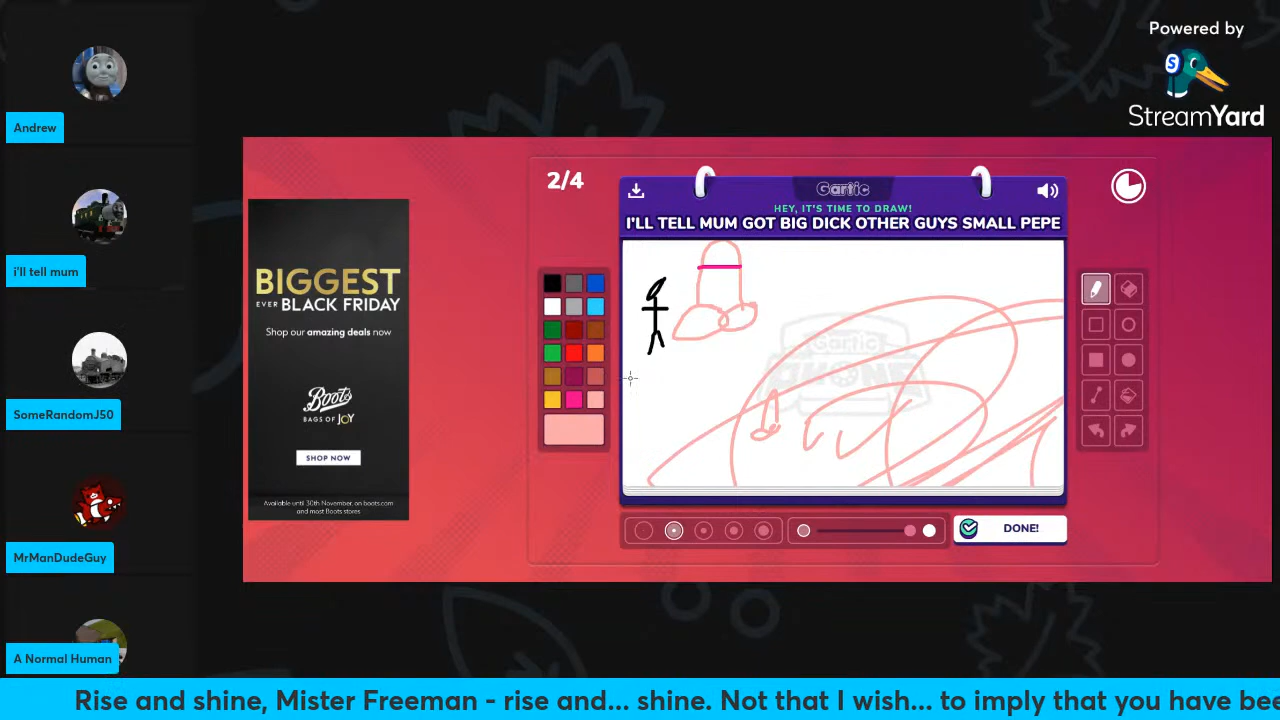 Powered by
StreamYard
Andrew
i'll tell mum
SomeRandomJ50
MrManDudeGuy
A Normal Human
BIGGEST
EVER BLACK FRIDAY
Shop our amazing deals now
Boots
BAGS OF JOY
SHOP NOW
Available until 30th November, on boots.com
and most Boots stores
2/4
Gartic
HEY, IT'S TIME TO DRAW!
I'LL TELL MUM GOT BIG DICK OTHER GUYS SMALL PEPE
Gartic
PHONE
DONE!
Rise and shine, Mister Freeman - rise and... shine. Not that I wish... to imply that you have bee